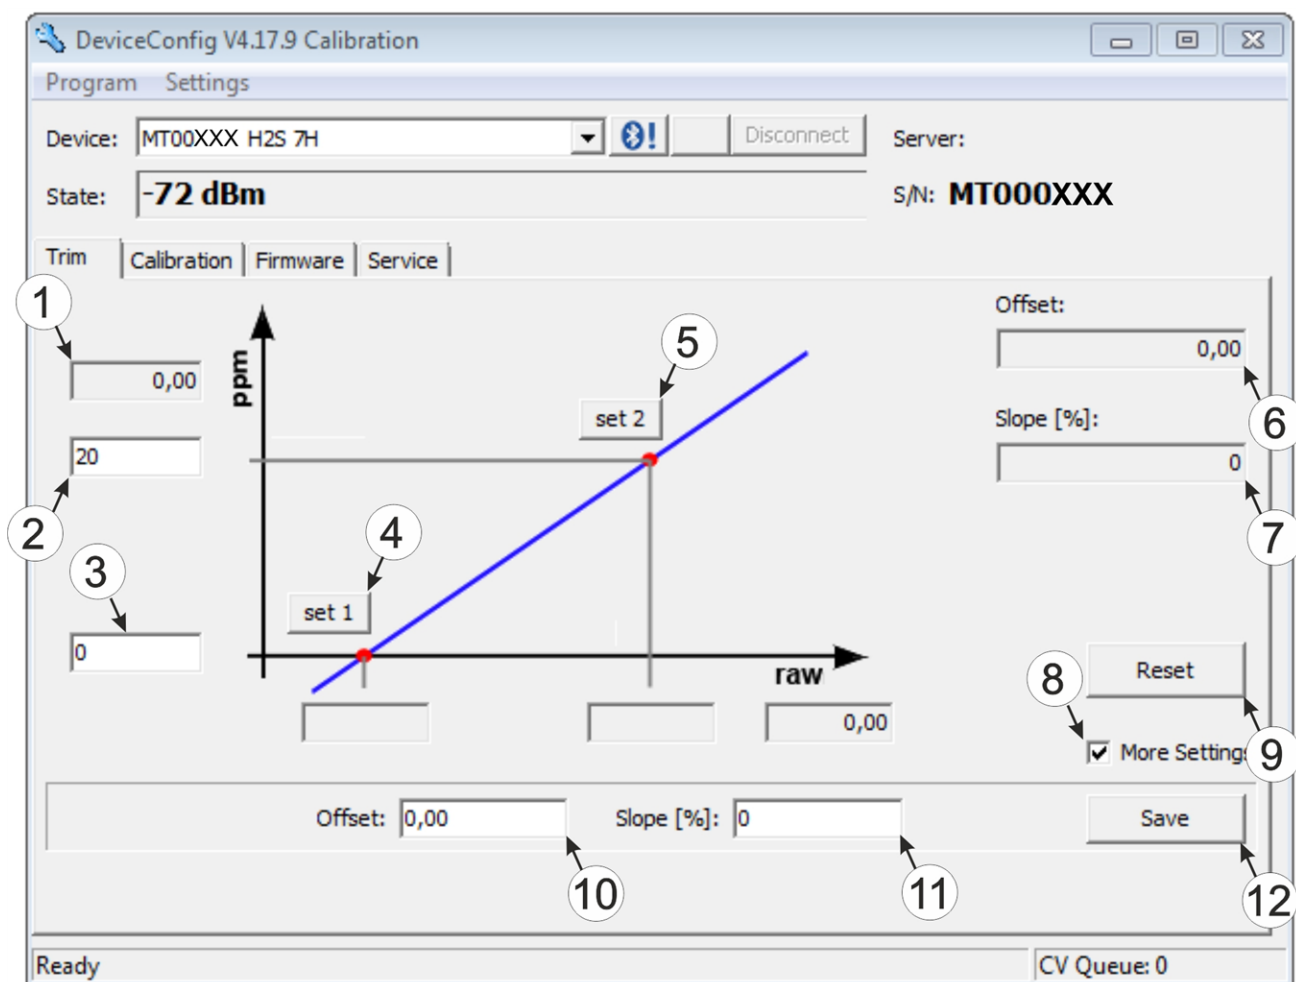 DeviceConfig V4.17.9 Calibration
Program Settings
Device: MT00XXX H2S 7H Disconnect Server:
State: -72 dBm S/N: MT000XXX
Trim Calibration Firmware Service
1
Offset:
5
0,00
0,00
ppm
set 2
6
Slope [%]:
20
0
2
4
7
3
set 1
0
raw
8
Reset
0,00
More Setting
9
Offset: 0,00 Slope [%]: 0 Save
10 11 12
Ready CV Queue: 0